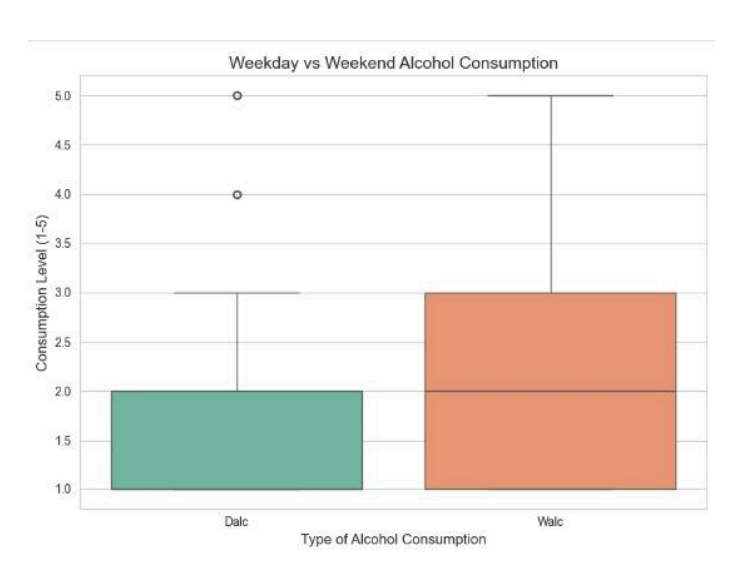 Weekday vs Weekend Alcohol Consumption
5.0
4.5
4.0
3.5
3.0
2.5
2.0
1.5
1.0
Consumption Level (1-5)
Dalc
Walc
Type of Alcohol Consumption